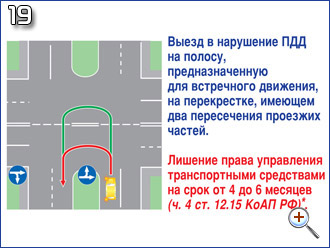 19
Выезд в нарушение ПДД
на полосу,
предназначенную
для встречного движения,
на перекрестке, имеющем
два пересечения проезжих
частей.
Лишение права управления
транспортными средствами
на срок от 4 до 6 месяцев
(ч. 4 ст. 12.15 КоАП РФ)*.